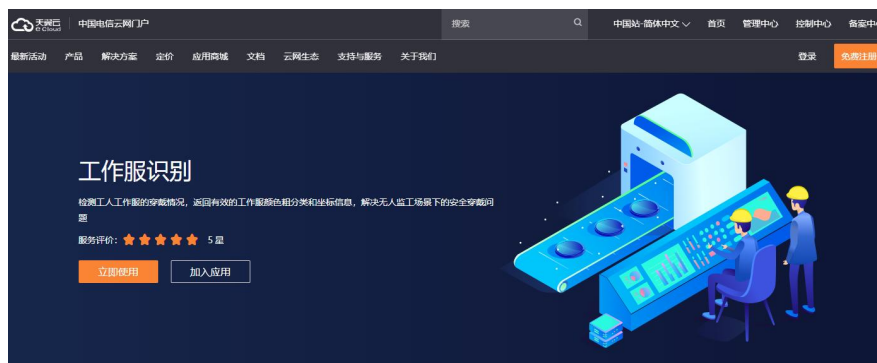 天翼云 中国电信云网门户 搜索 中国站-简体中文 首页 管理中心 控制中心 备案中
e Cloud
最新活动 产品 解决方案 定价 应用商城 文档 云网生态 支持与服务 关于我们 登录 免费注册
工作服识别
检测工人工作服的穿戴情况，返回有效的工作服颜色粗分类和坐标信息，解决无人监工场景下的安全穿戴问
题
服务评价： 5 星
立即使用 加入应用